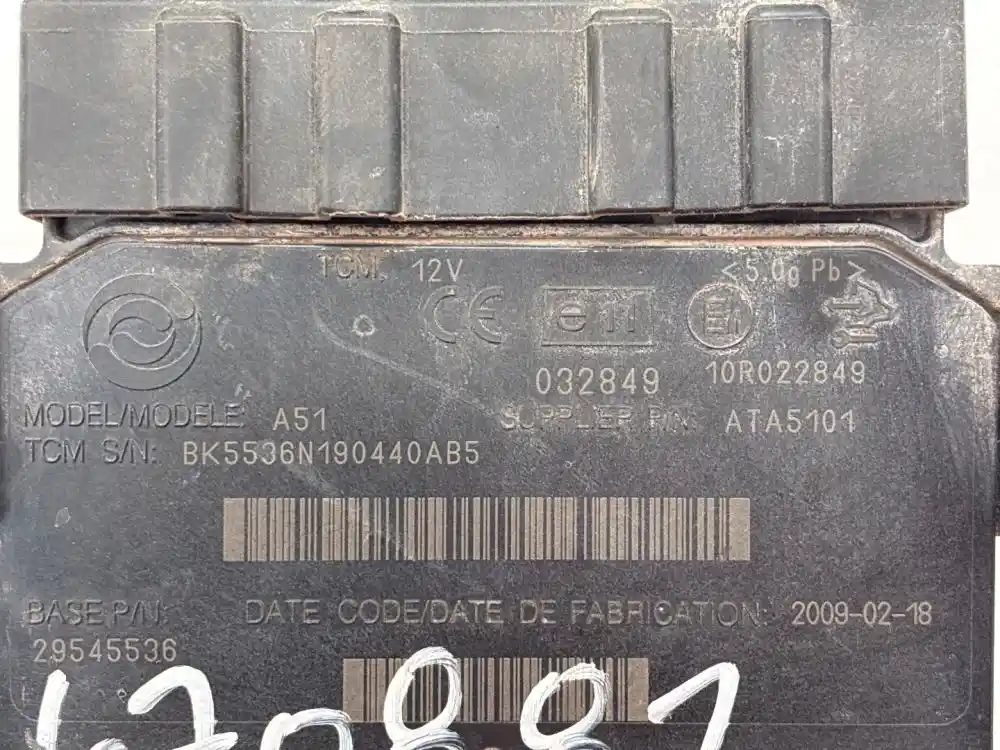 TCM: 12V <5.0g Pb>
CE e11
032849 10R022849
MODEL/MODELE: A51 SUPPLIER P/N: ATA5101
TCM S/N: BK5536N190440AB5
BASE P/N: DATE CODE/DATE DE FABRICATION: 2009-02-18
29545536